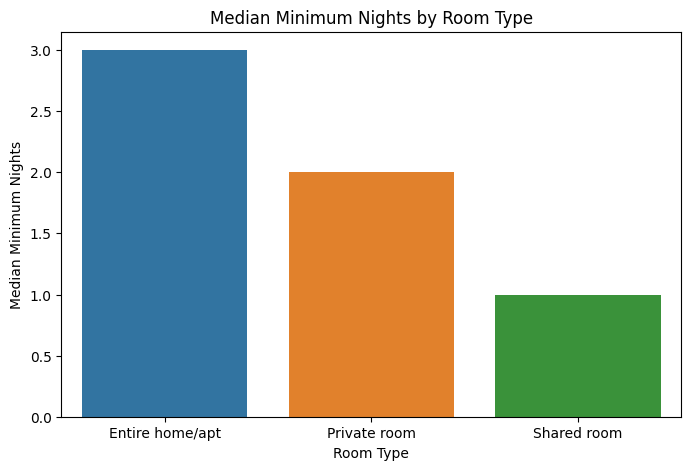 Median Minimum Nights by Room Type
Median Minimum Nights
3.0
2.5
2.0
1.5
1.0
0.5
0.0
Entire home/apt
Private room
Shared room
Room Type